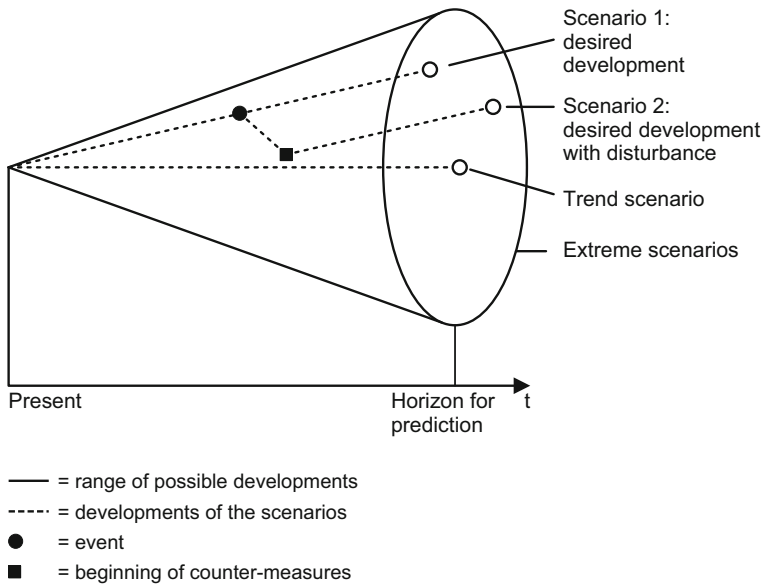 Scenario 1:
desired
development
Scenario 2:
desired development
with disturbance
Trend scenario
Extreme scenarios
Present
Horizon for
prediction
t
= range of possible developments
= developments of the scenarios
= event
= beginning of counter-measures